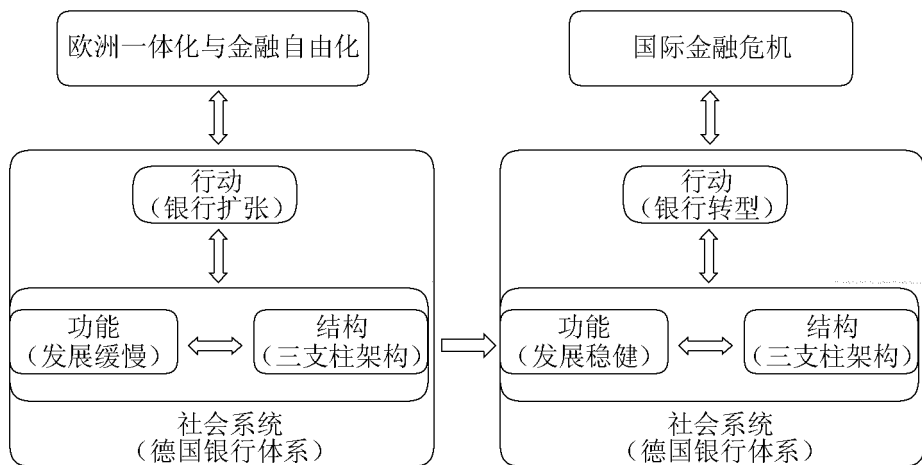 欧洲一体化与金融自由化
国际金融危机
行动
（银行扩张）
行动
（银行转型）
功能
（发展缓慢）
结构
（三支柱架构）
功能
（发展稳健）
结构
（三支柱架构）
社会系统
（德国银行体系）
社会系统
（德国银行体系）